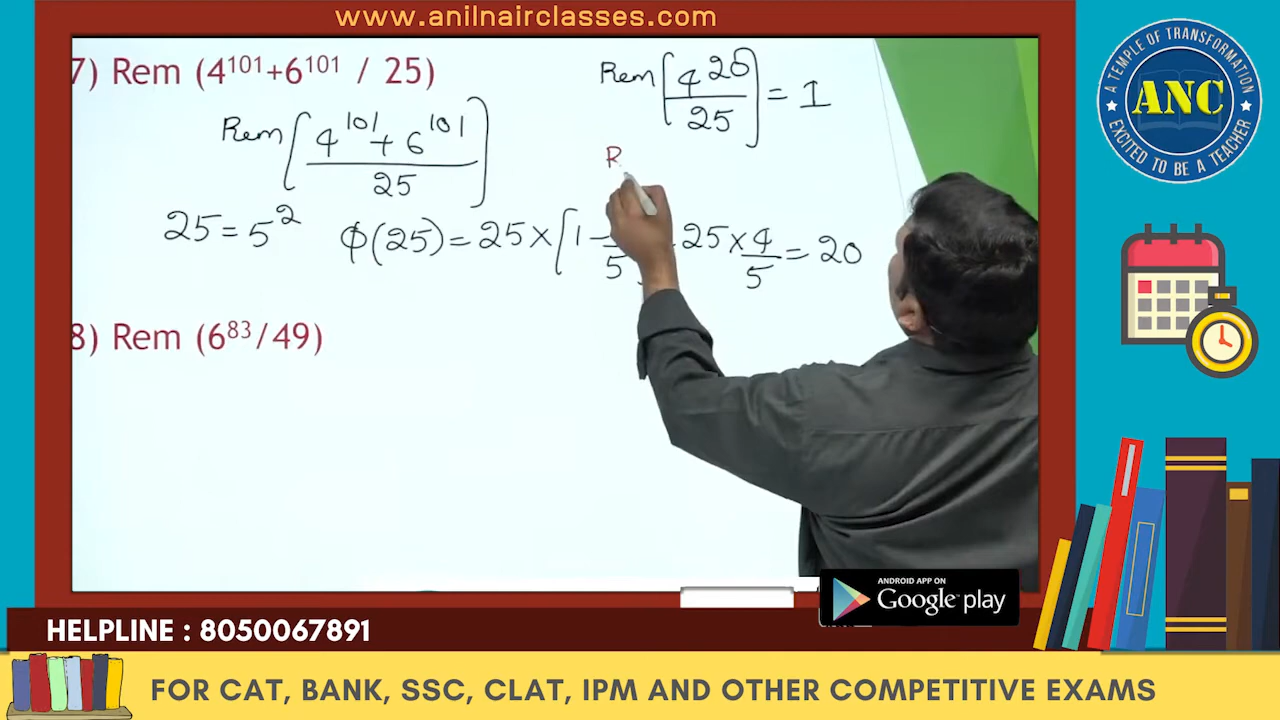 www.anilnairclasses.com
7) Rem (4¹⁰¹+6¹⁰¹ / 25)
Rem [4²⁰/25] = 1
Rem [4¹⁰¹+6¹⁰¹/25]
R
25=5² φ(25)=25×[1- /5 25×4/5=20
8) Rem (6⁸³/49)
A TEMPLE OF TRANSFORMATION
ANC
EXCITED TO BE A TEACHER
ANDROID APP ON
Google play
HELPLINE : 8050067891
FOR CAT, BANK, SSC, CLAT, IPM AND OTHER COMPETITIVE EXAMS